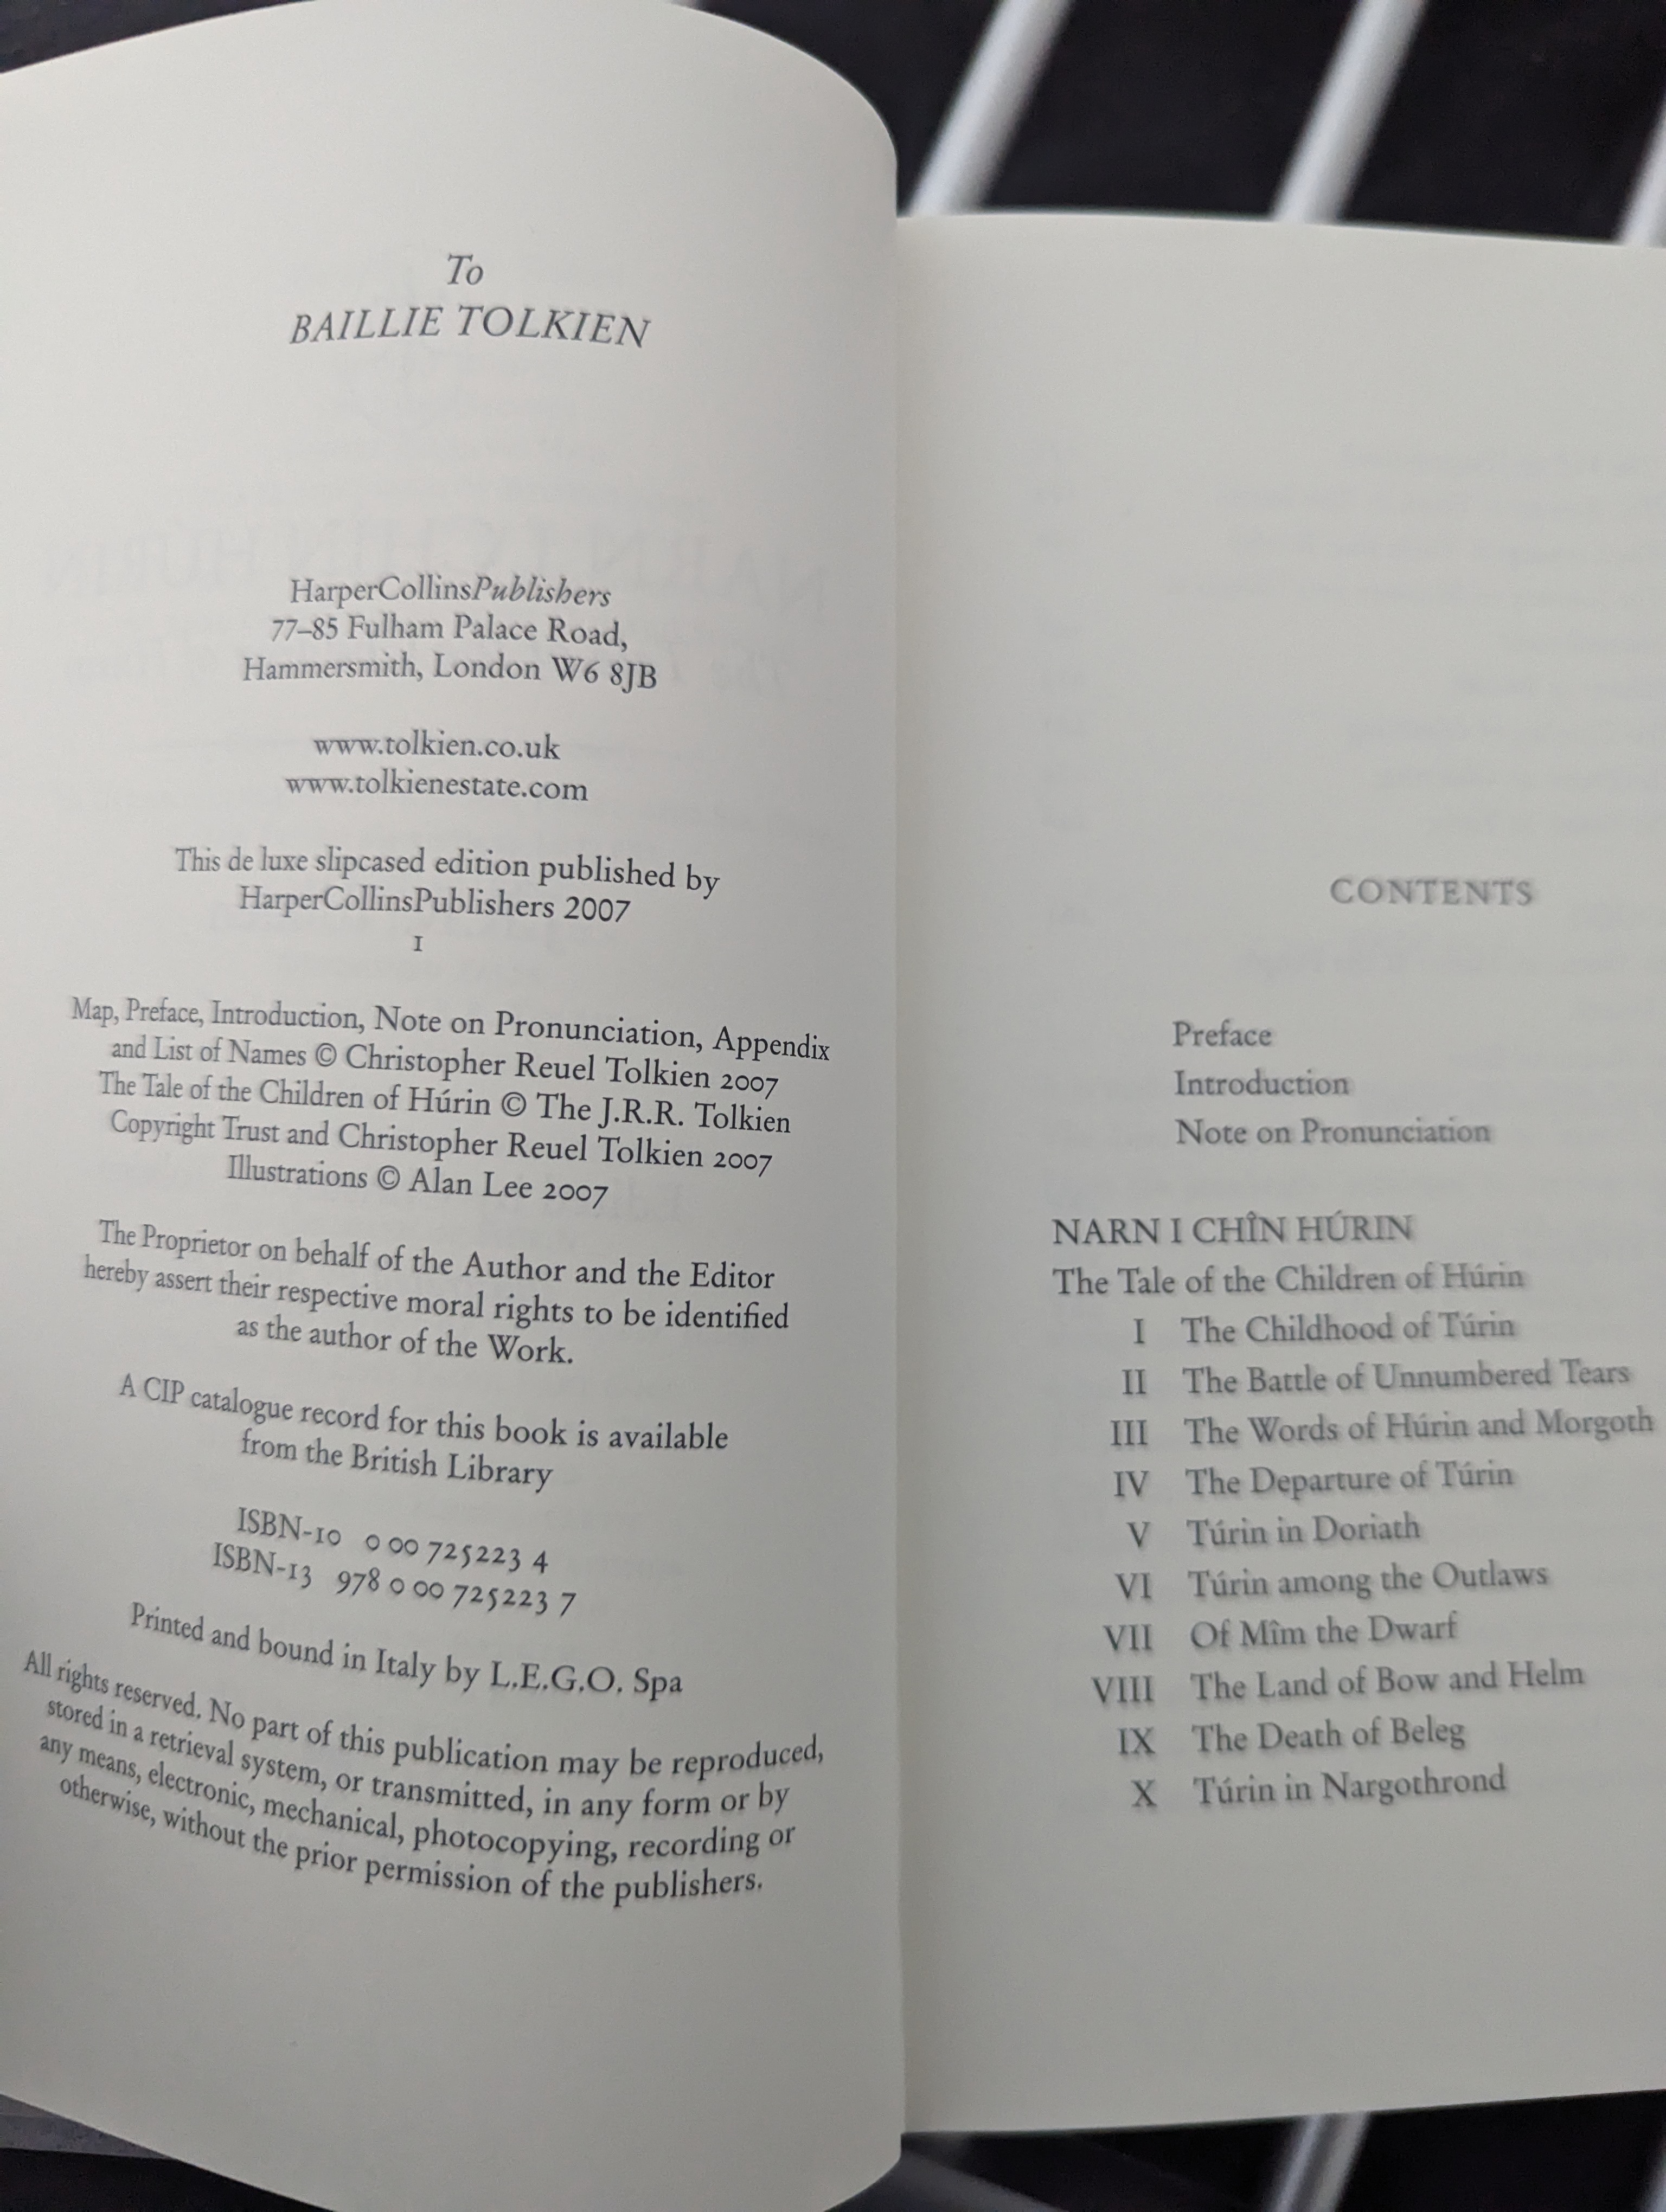 To
BAILLIE TOLKIEN
HarperCollinsPublishers
77–85 Fulham Palace Road,
Hammersmith, London W6 8JB
www.tolkien.co.uk
www.tolkienestate.com
This de luxe slipcased edition published by
HarperCollinsPublishers 2007
1
Map, Preface, Introduction, Note on Pronunciation, Appendix
and List of Names © Christopher Reuel Tolkien 2007
The Tale of the Children of Húrin © The J.R.R. Tolkien
Copyright Trust and Christopher Reuel Tolkien 2007
Illustrations © Alan Lee 2007
The Proprietor on behalf of the Author and the Editor
hereby assert their respective moral rights to be identified
as the author of the Work.
A CIP catalogue record for this book is available
from the British Library
ISBN-10 0 00 725223 4
ISBN-13 978 0 00 725223 7
Printed and bound in Italy by L.E.G.O. Spa
All rights reserved. No part of this publication may be reproduced,
stored in a retrieval system, or transmitted, in any form or by
any means, electronic, mechanical, photocopying, recording or
otherwise, without the prior permission of the publishers.
CONTENTS
Preface
Introduction
Note on Pronunciation
NARN I CHÎN HÚRIN
The Tale of the Children of Húrin
I The Childhood of Túrin
II The Battle of Unnumbered Tears
III The Words of Húrin and Morgoth
IV The Departure of Túrin
V Túrin in Doriath
VI Túrin among the Outlaws
VII Of Mîm the Dwarf
VIII The Land of Bow and Helm
IX The Death of Beleg
X Túrin in Nargothrond